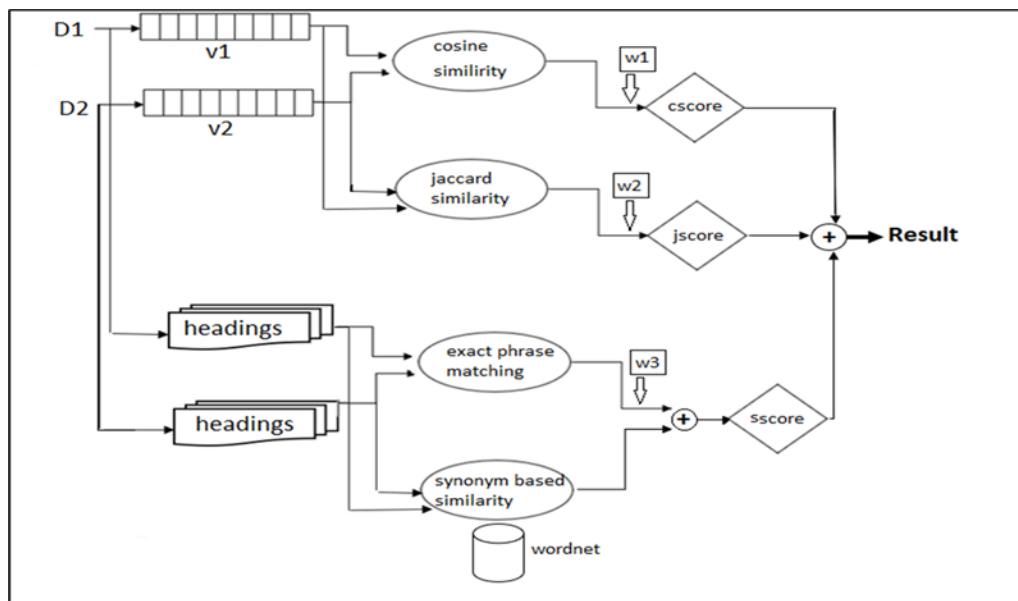 D1
v1
D2
v2
cosine
similirity
w1
cscore
jaccard
similarity
w2
jscore
+
Result
headings
headings
exact phrase
matching
w3
+
sscore
synonym based
similarity
wordnet